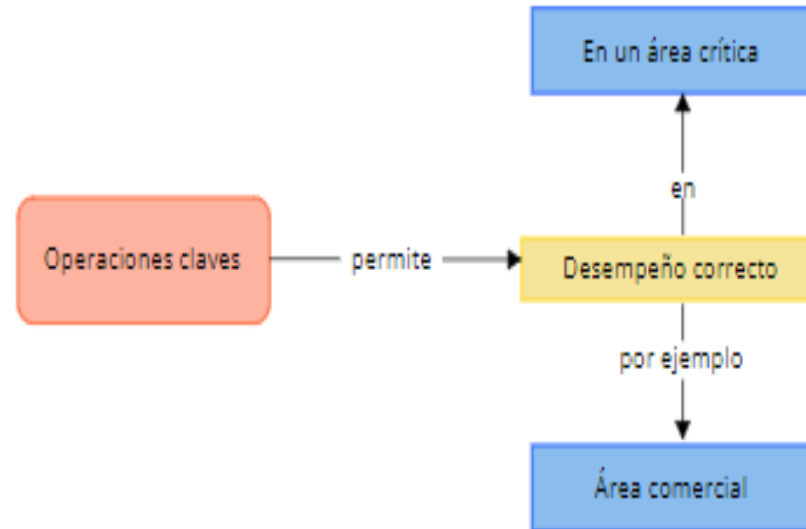 En un área crítica
en
Operaciones claves
permite
Desempeño correcto
por ejemplo
Área comercial